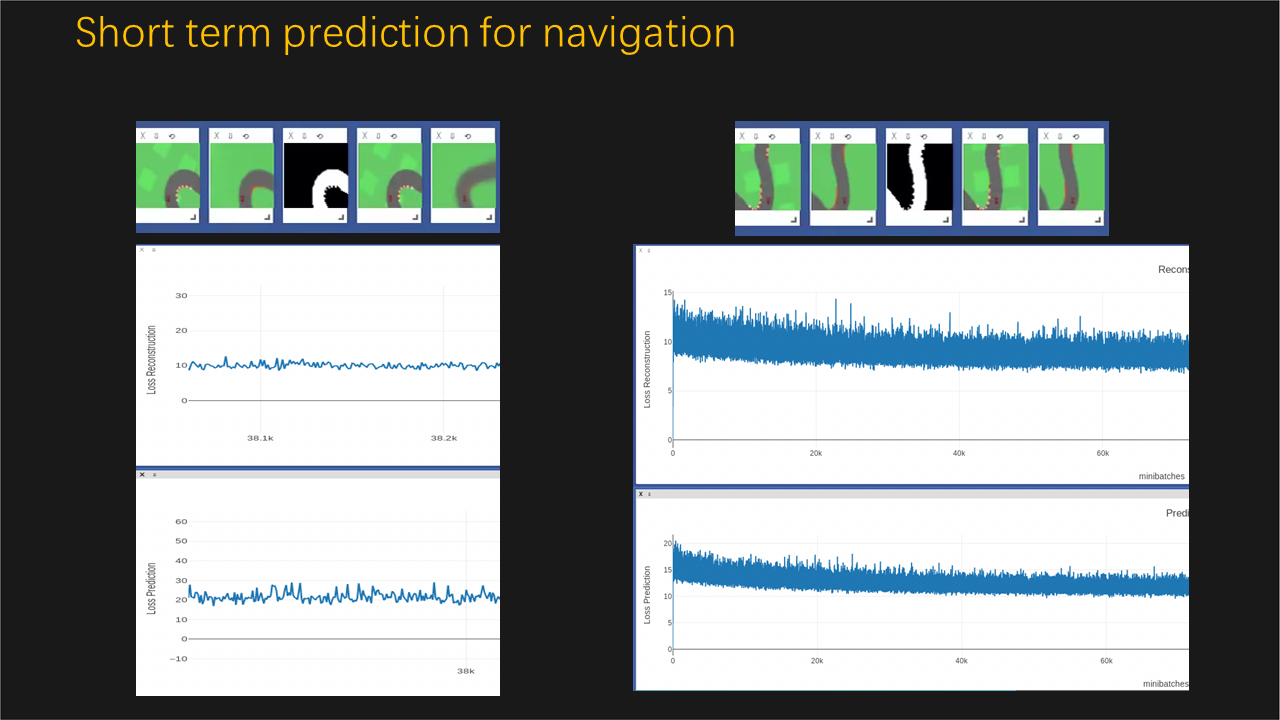 Short term prediction for navigation
30
20
10
0
Loss Reconstruction
38.1k
38.2k
60
50
40
30
20
10
0
−10
Loss Prediction
38k
Recons
15
10
5
0
Loss Reconstruction
0
20k
40k
60k
minibatches
Predi
20
15
10
5
0
Loss Prediction
0
20k
40k
60k
minibatches